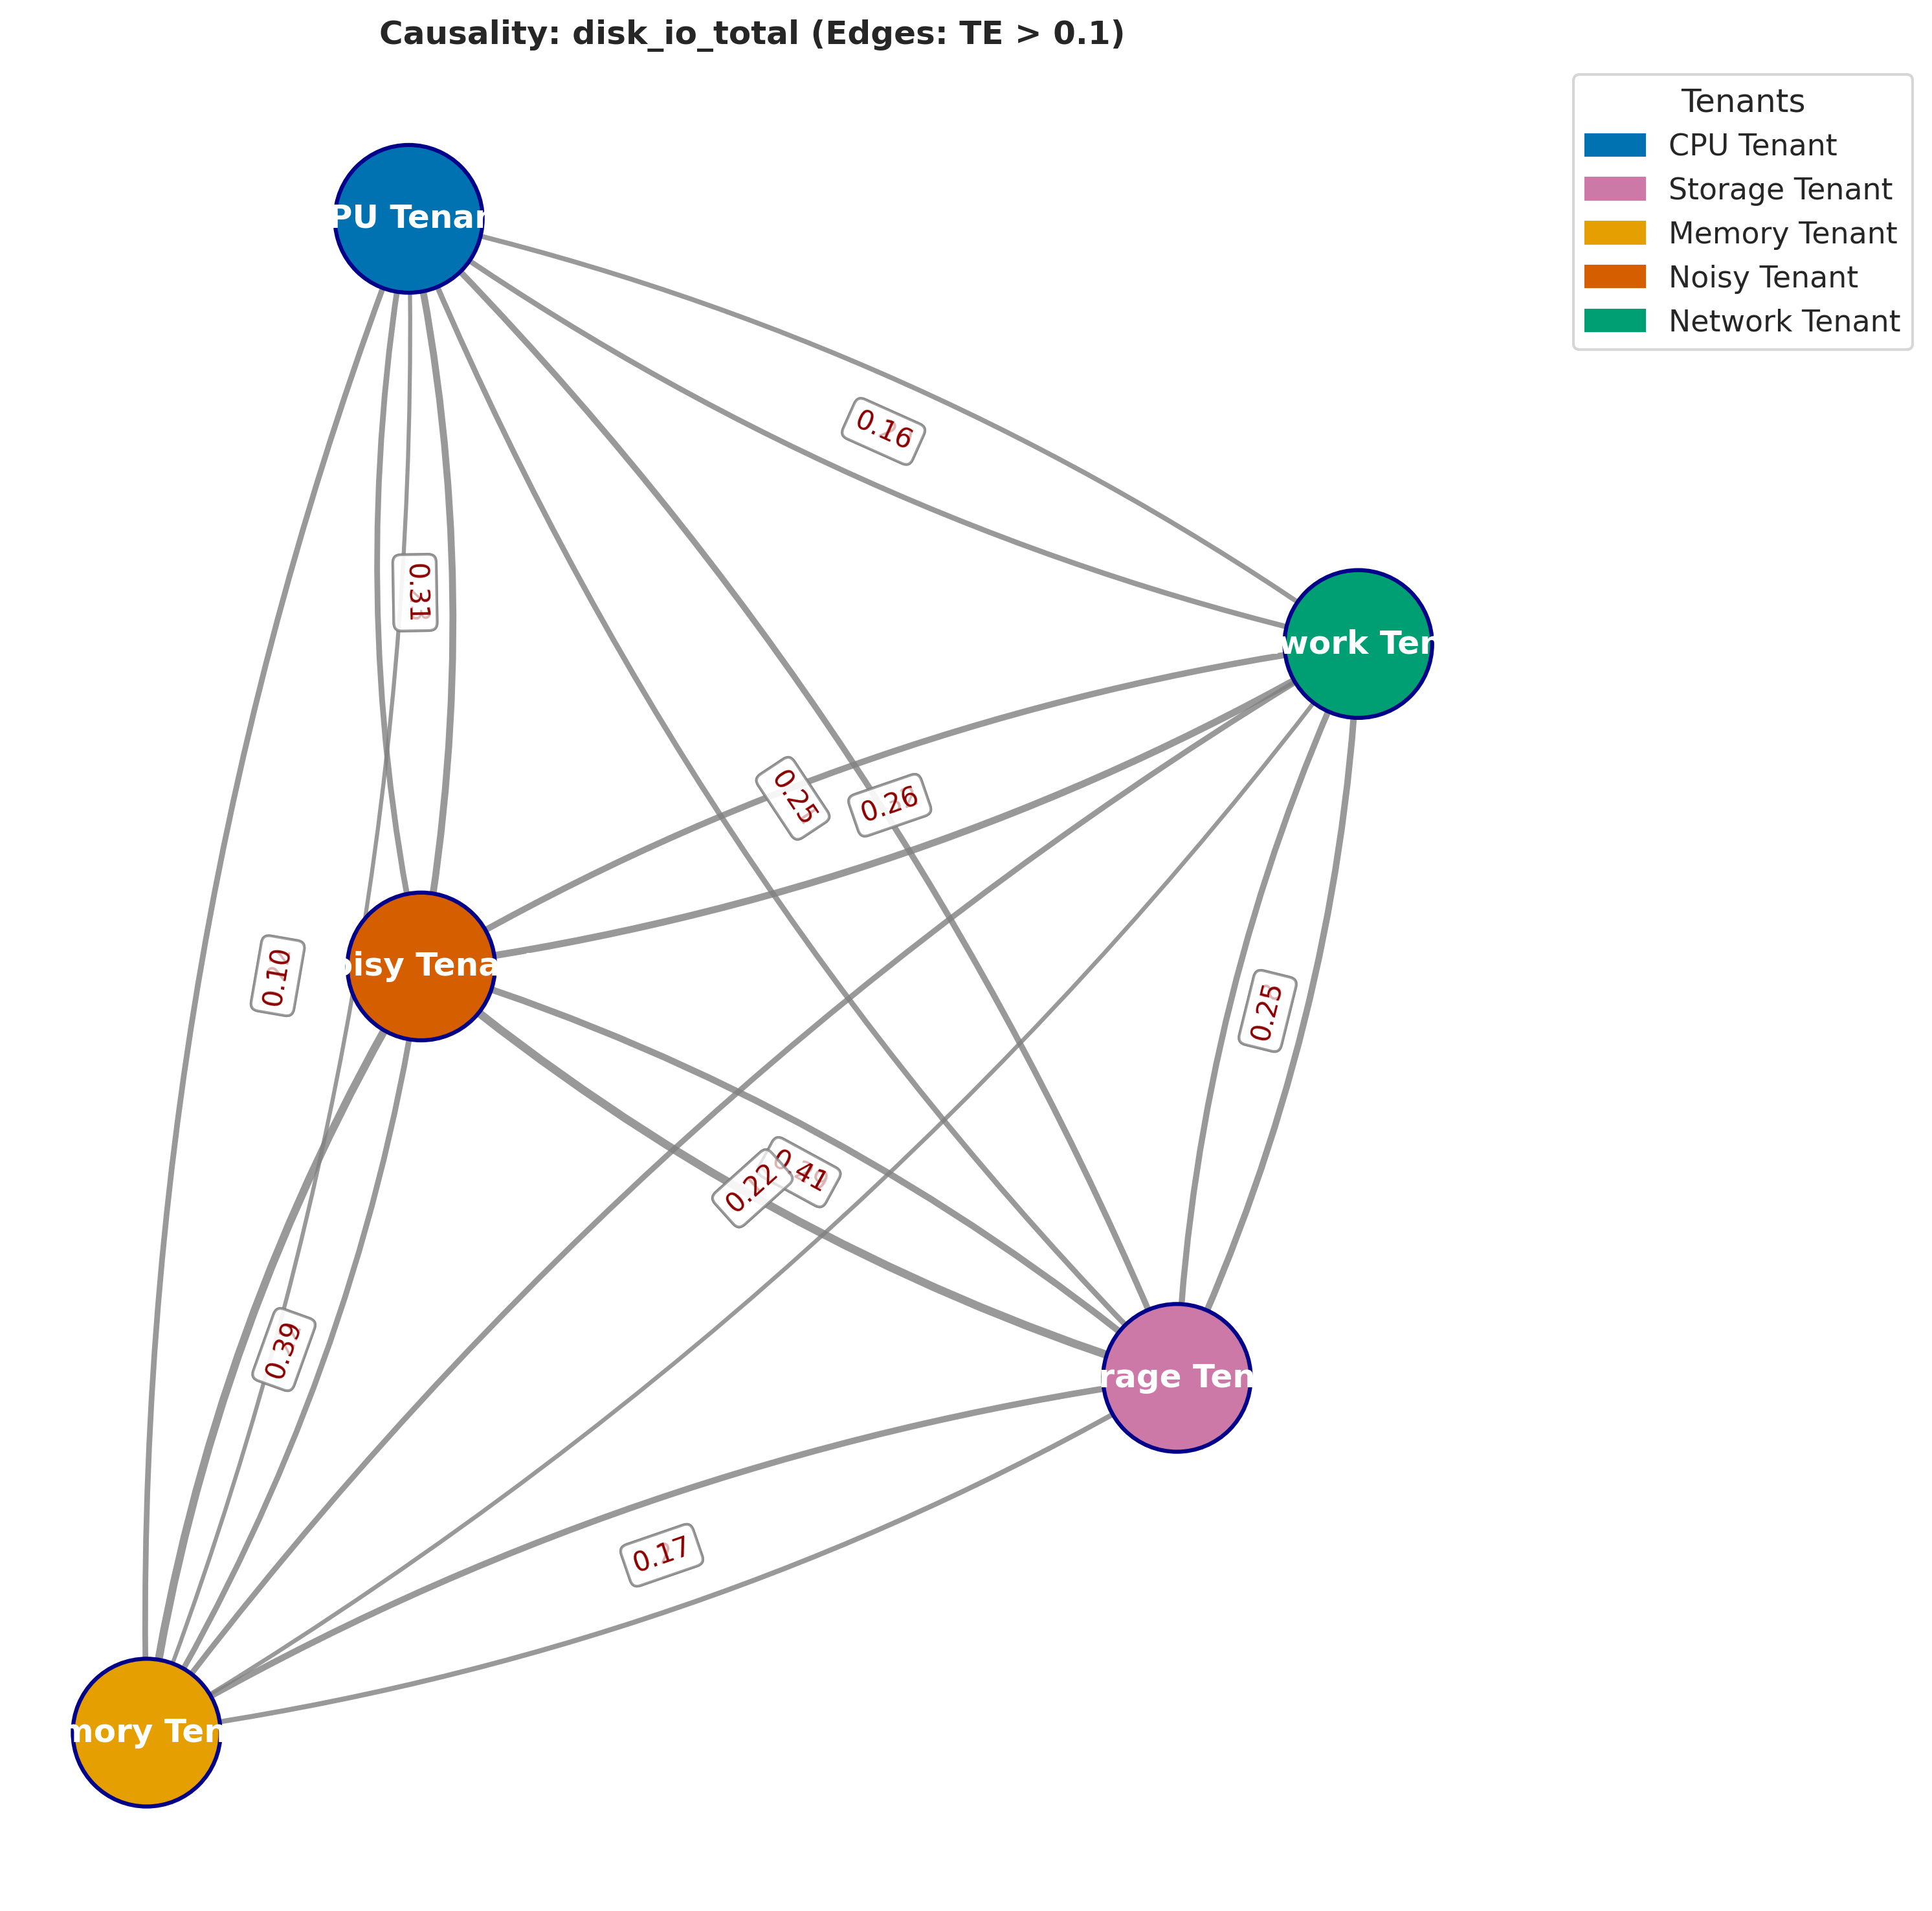 Causality: disk_io_total (Edges: TE > 0.1)
Tenants
CPU Tenant
Storage Tenant
Memory Tenant
Noisy Tenant
Network Tenant
PU Tenan
0.16
0.31
work Ten
0.25
0.26
oisy Tena
0.10
0.25
0.41
0.22
0.39
rage Ten
0.17
mory Ten